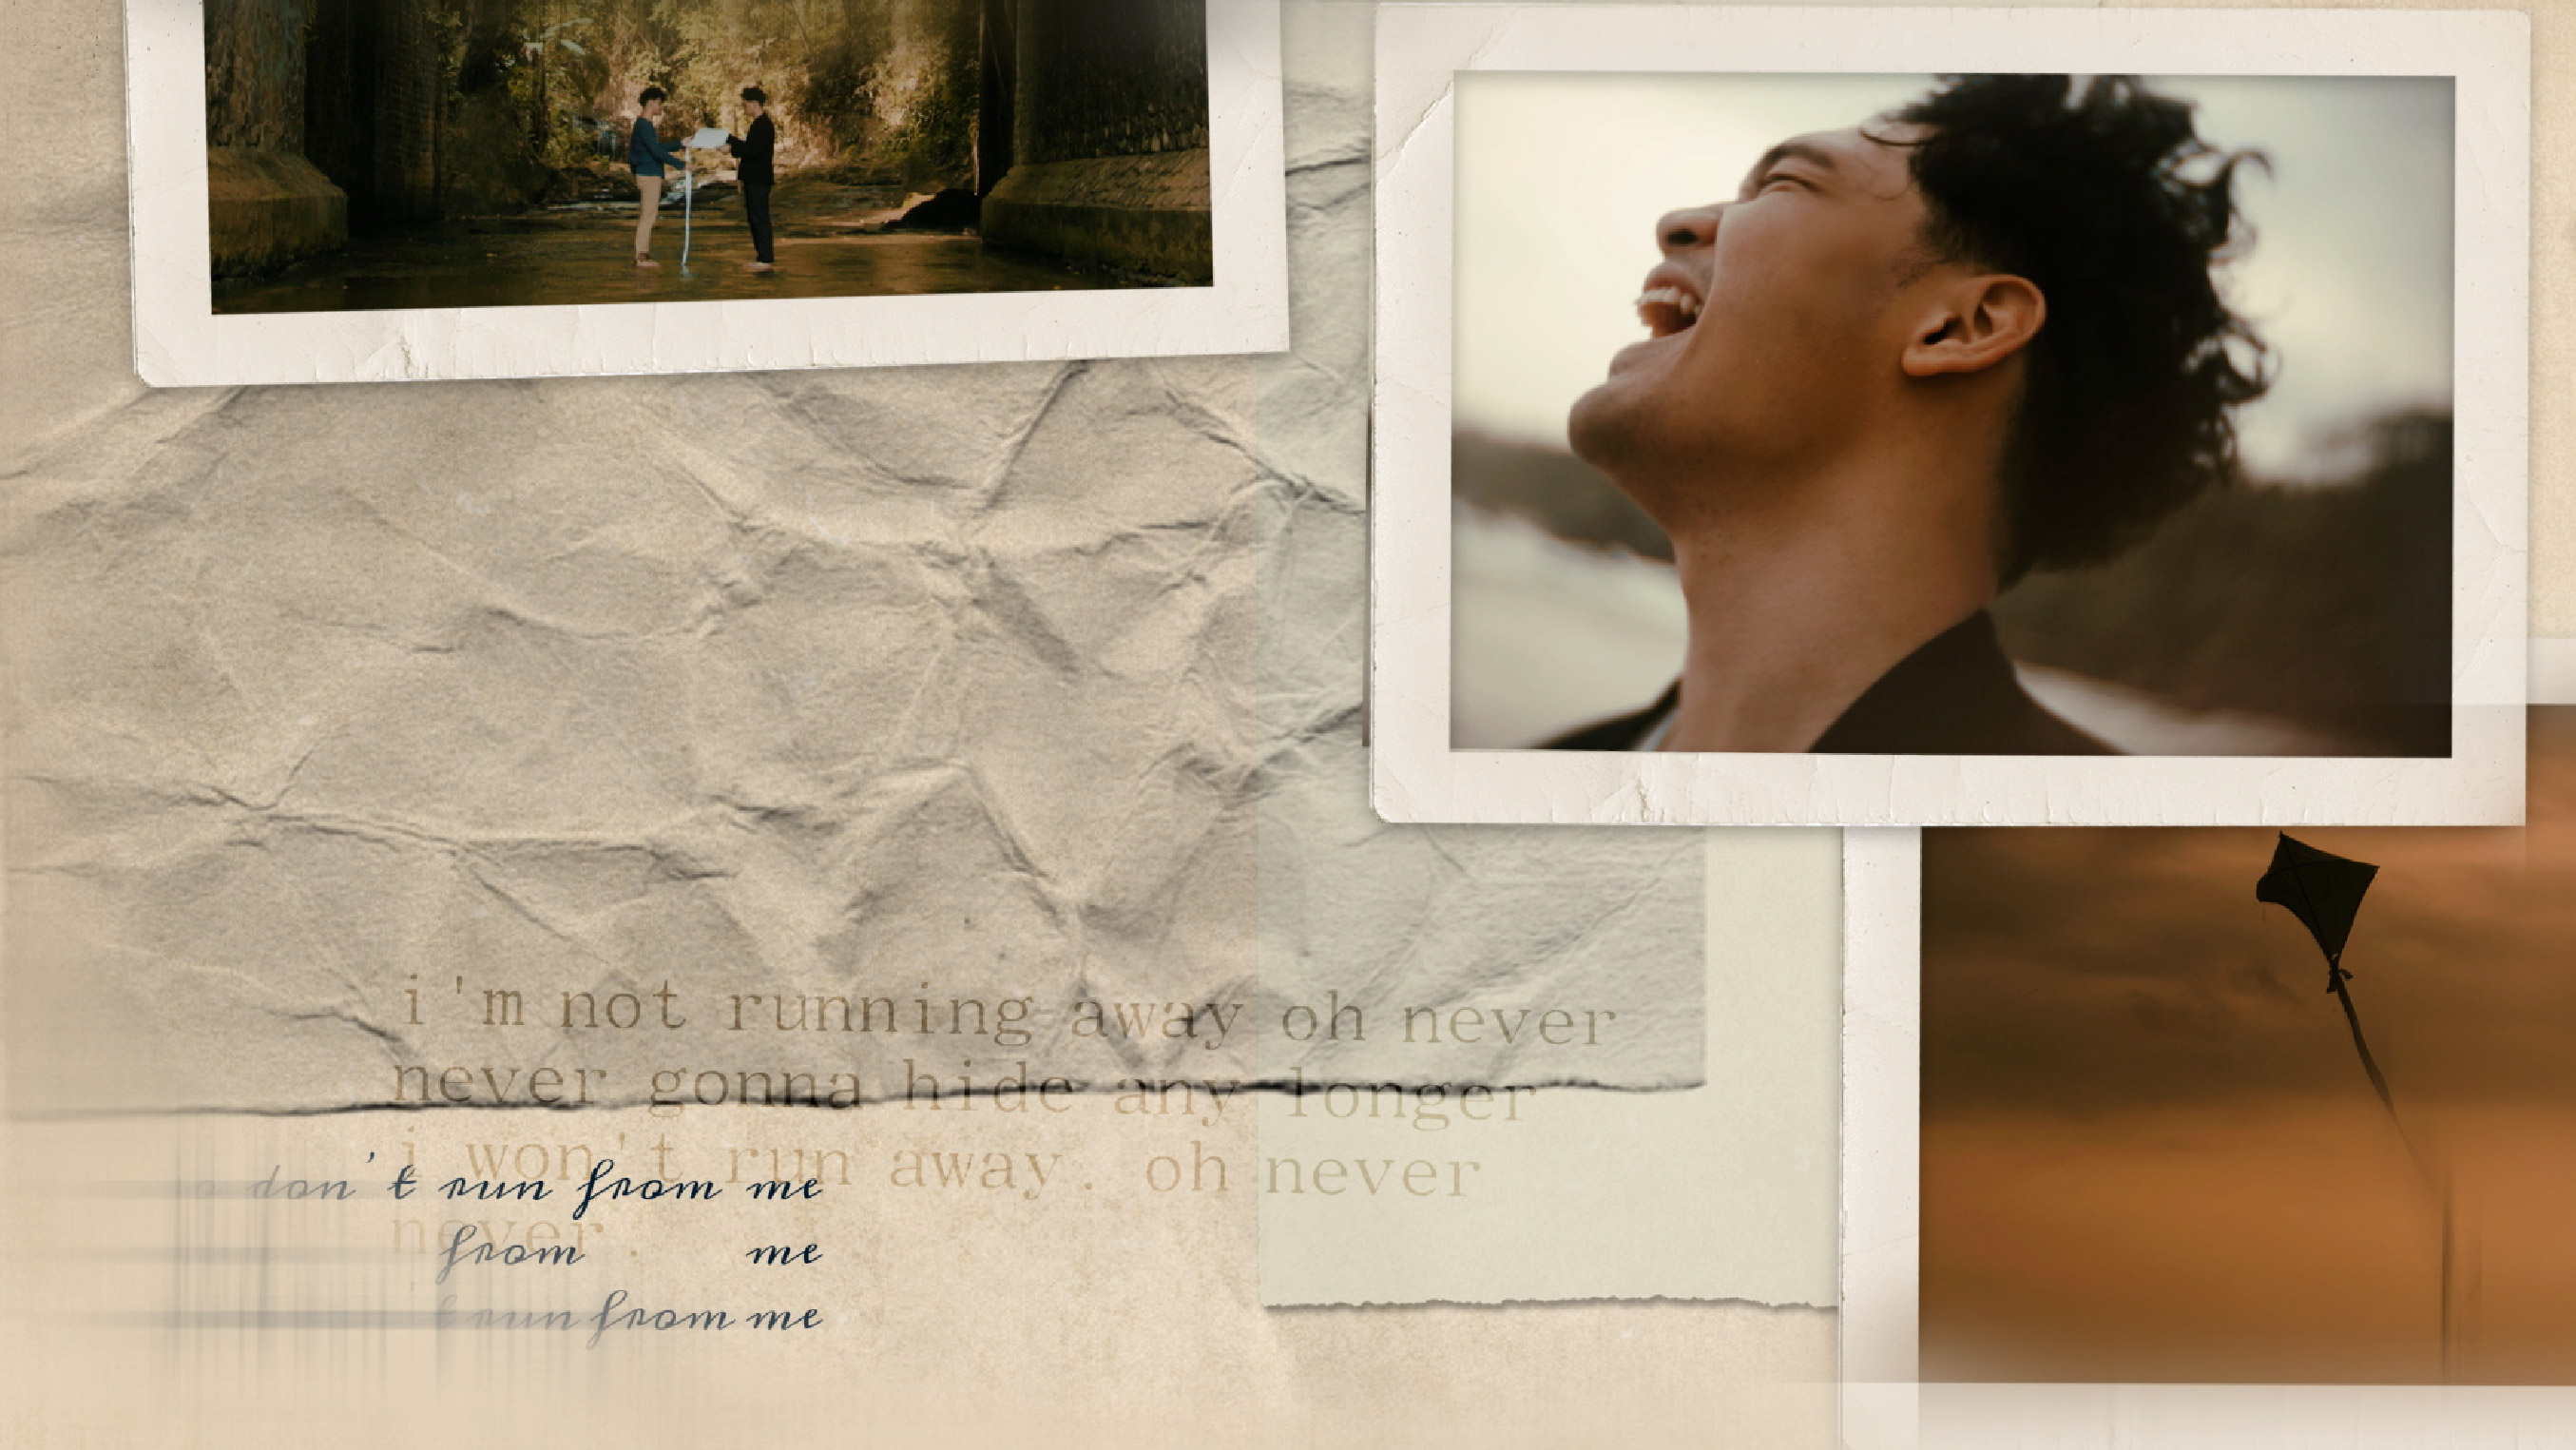 i'm not running away oh never
never gonna hide any longer
i won't run away. oh never
never.
don't run from me
from me
t run from me